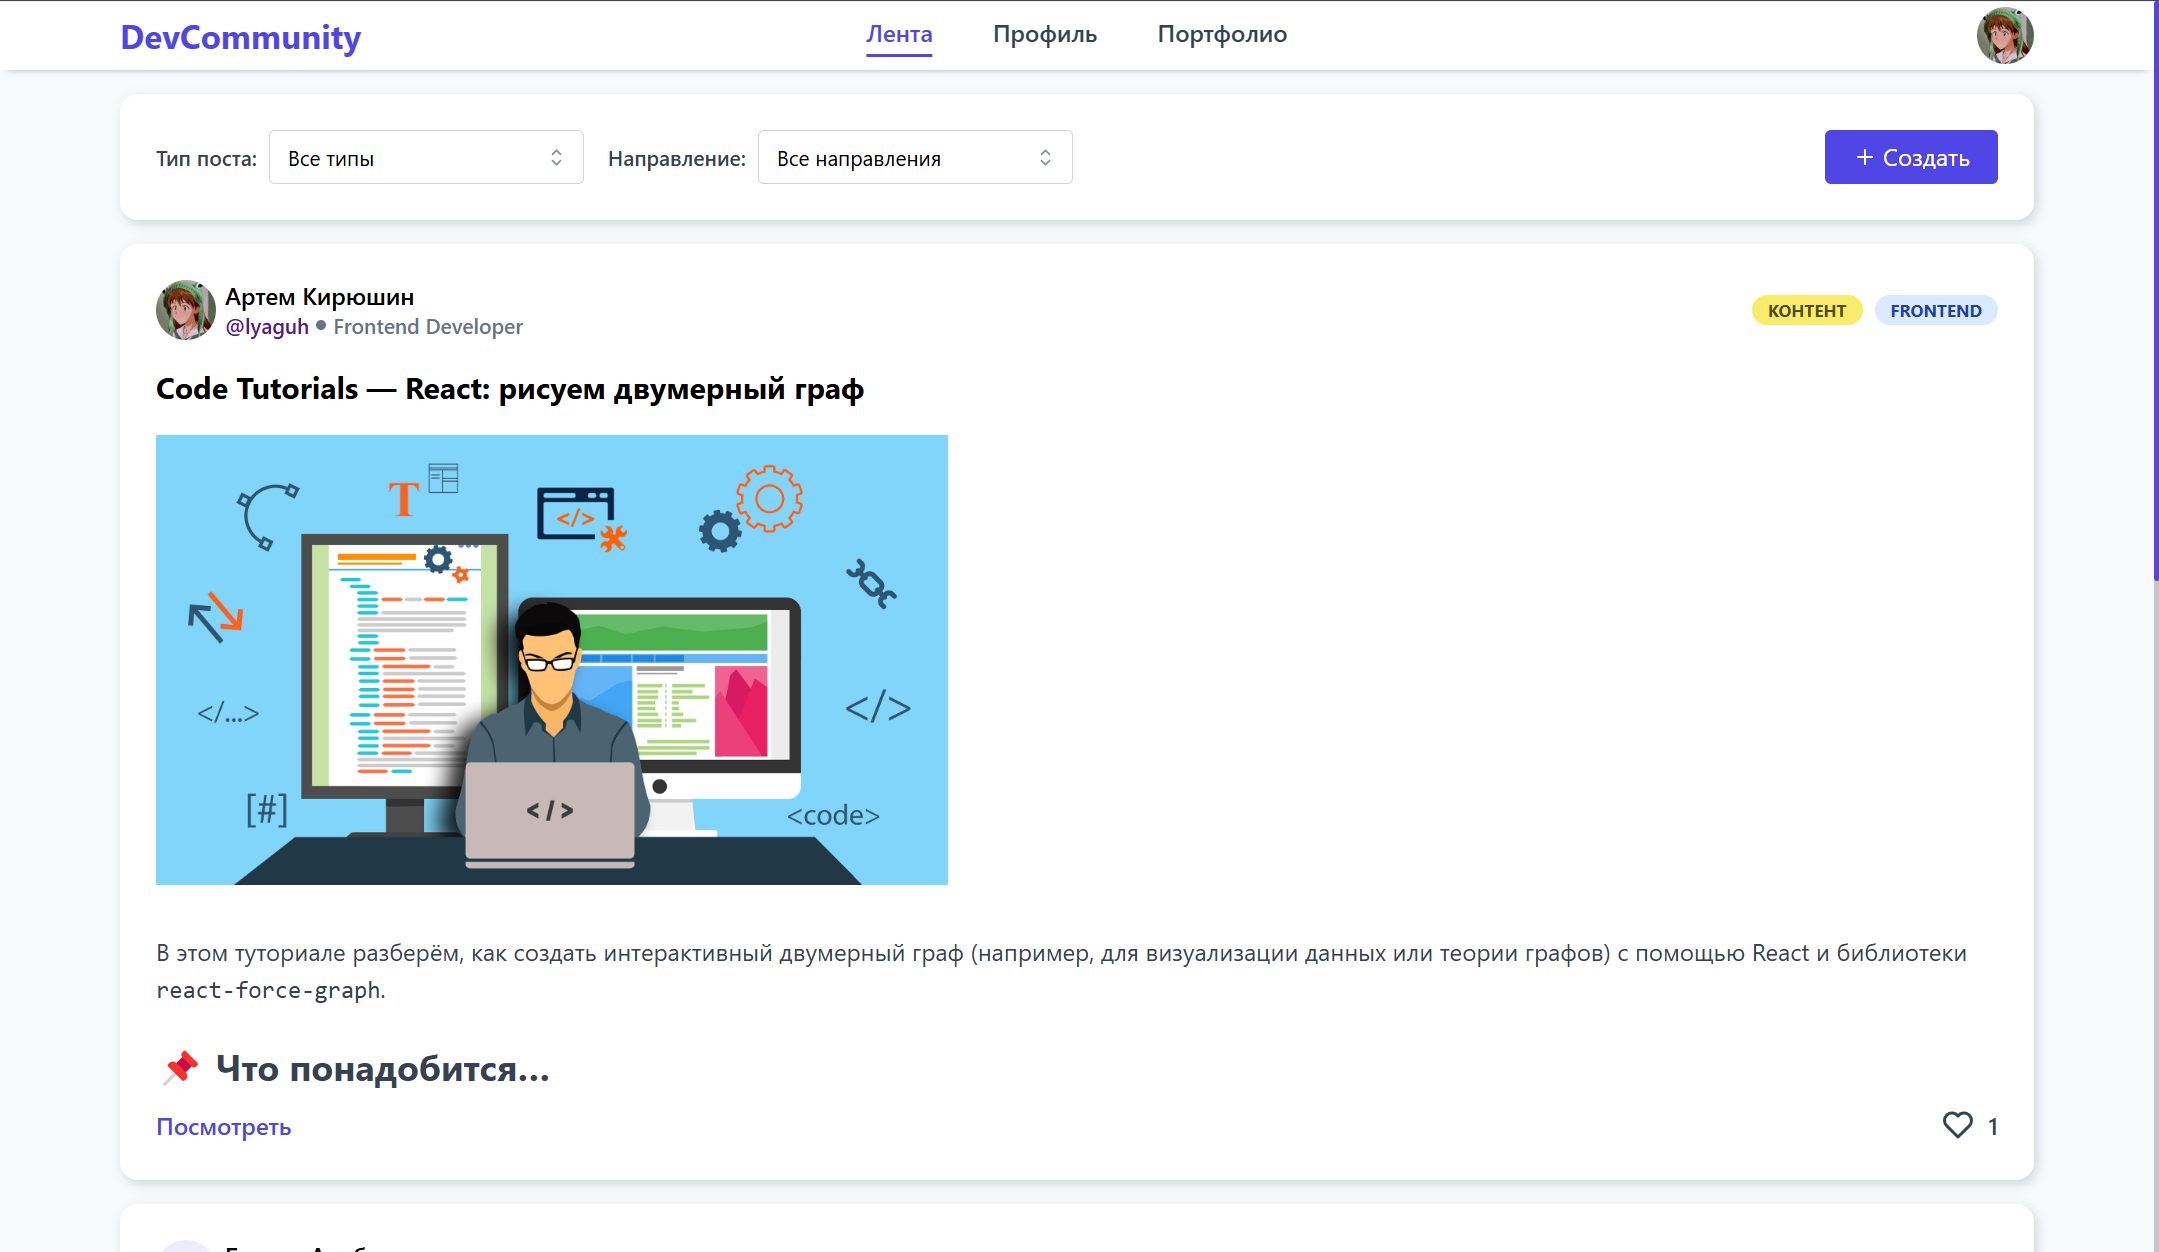 DevCommunity
Лента Профиль Портфолио
Тип поста: Все типы Направление: Все направления + Создать
Артем Кирюшин
@lyaguh • Frontend Developer
КОНТЕНТ FRONTEND
Code Tutorials — React: рисуем двумерный граф
T
</>
</...>
</>
[#]
</>
<code>
В этом туториале разберём, как создать интерактивный двумерный граф (например, для визуализации данных или теории графов) с помощью React и библиотеки
react-force-graph.
📌 Что понадобится...
Посмотреть
1